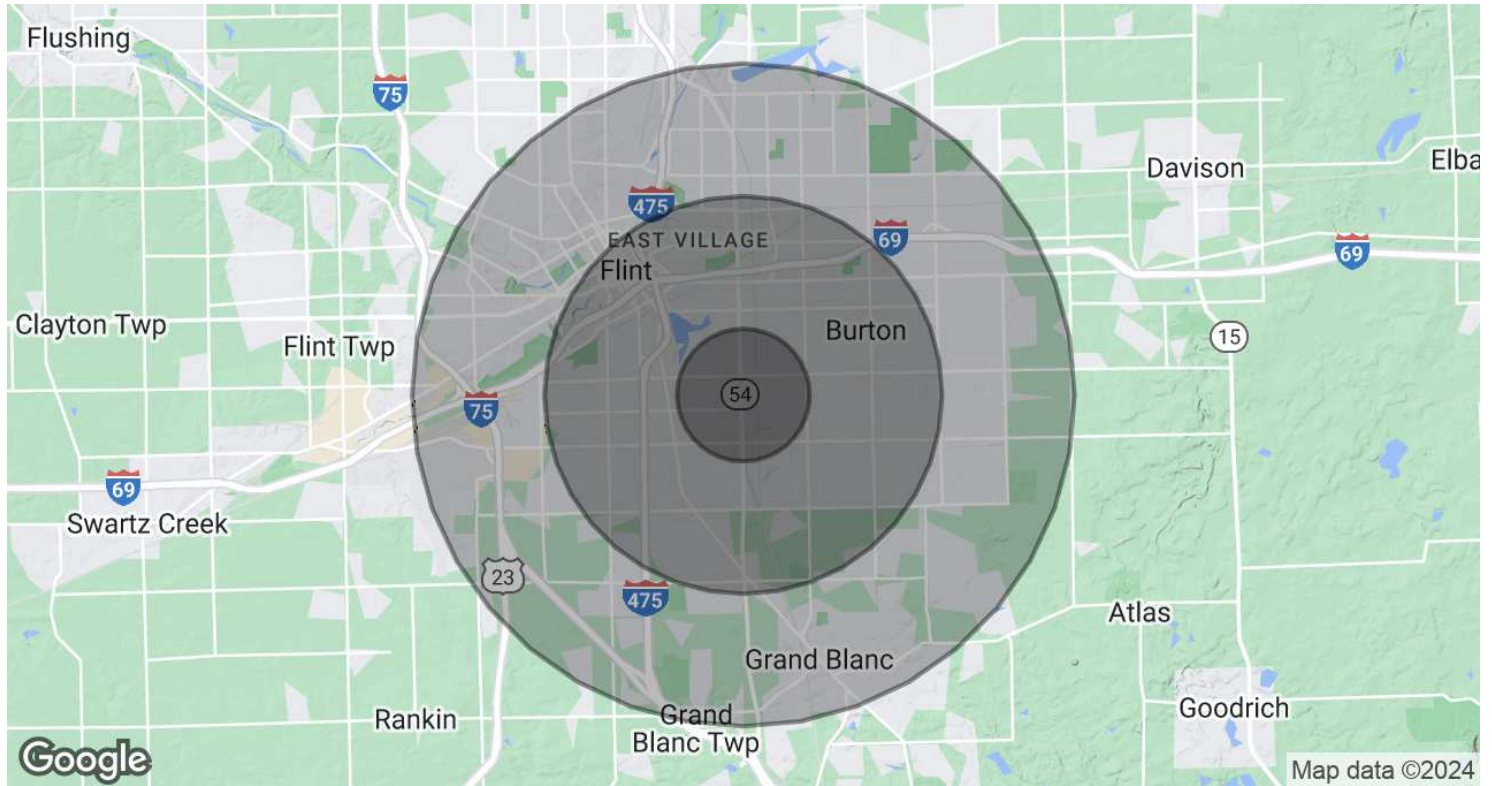 Flushing
75
Davison
Elba
475
EAST VILLAGE
69
69
Flint
Clayton Twp
Flint Twp
Burton
15
54
75
69
Swartz Creek
23
475
Atlas
Grand Blanc
Rankin
Grand
Blanc Twp
Goodrich
Google
Map data ©2024